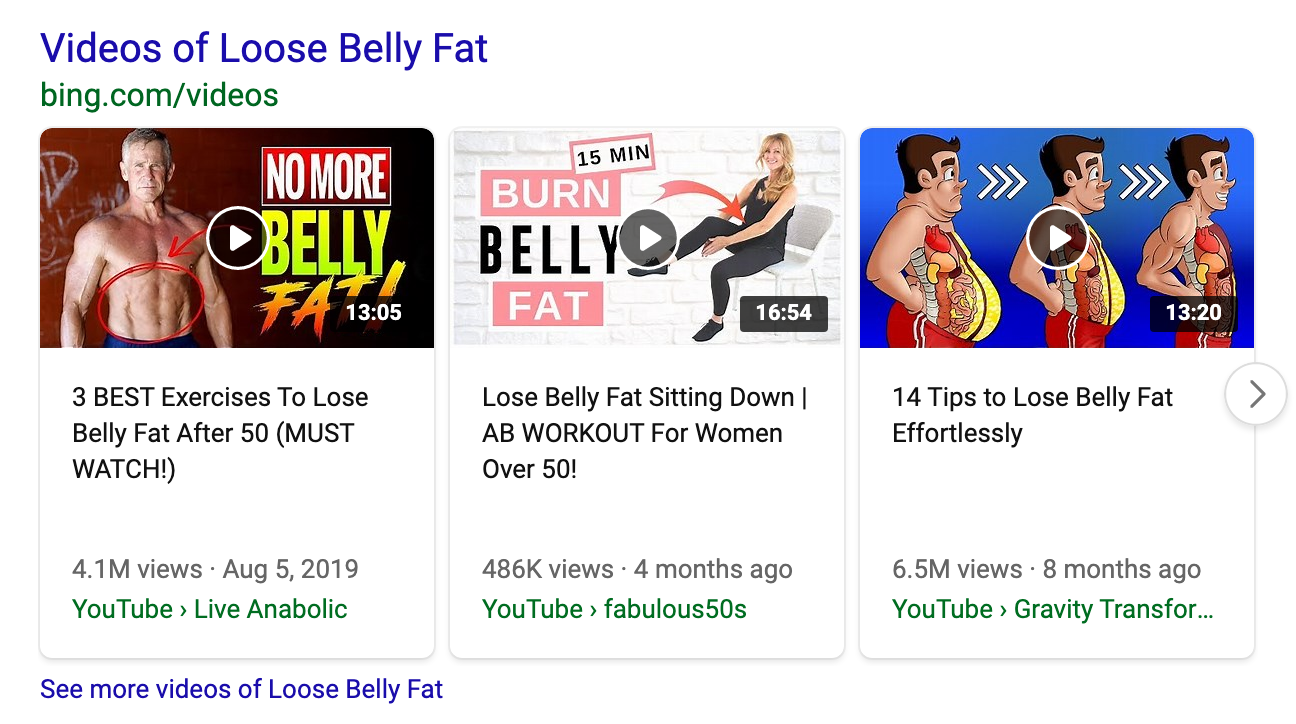 Videos of Loose Belly Fat
bing.com/videos
NO MORE
BELLY
FAT!
13:05
15 MIN
BURN
BELLY
FAT
16:54
13:20
3 BEST Exercises To Lose
Belly Fat After 50 (MUST
WATCH!)
4.1M views · Aug 5, 2019
YouTube › Live Anabolic
Lose Belly Fat Sitting Down |
AB WORKOUT For Women
Over 50!
486K views · 4 months ago
YouTube › fabulous50s
14 Tips to Lose Belly Fat
Effortlessly
6.5M views · 8 months ago
YouTube › Gravity Transfor...
See more videos of Loose Belly Fat